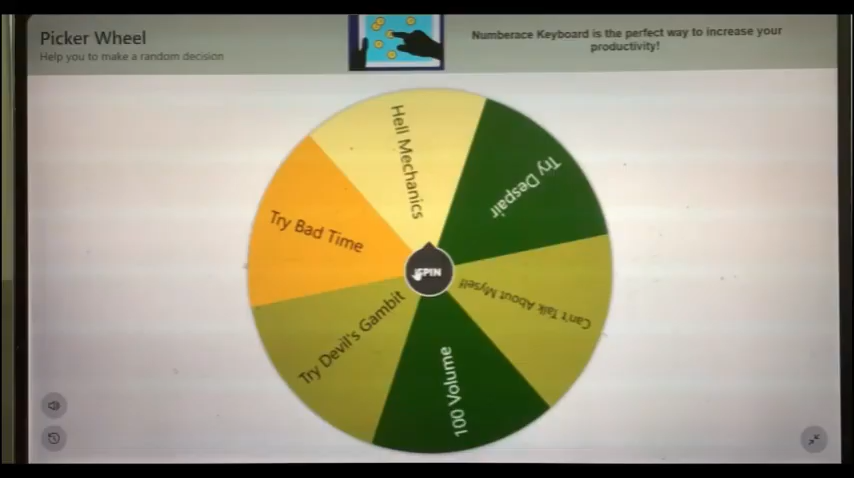 Picker Wheel
Help you to make a random decision
Numberace Keyboard is the perfect way to increase your
productivity!
Hell Mechanics
Try Despair
Try Bad Time
SPIN
Can't Talk About Myself
Try Devil's Gambit
100 Volume